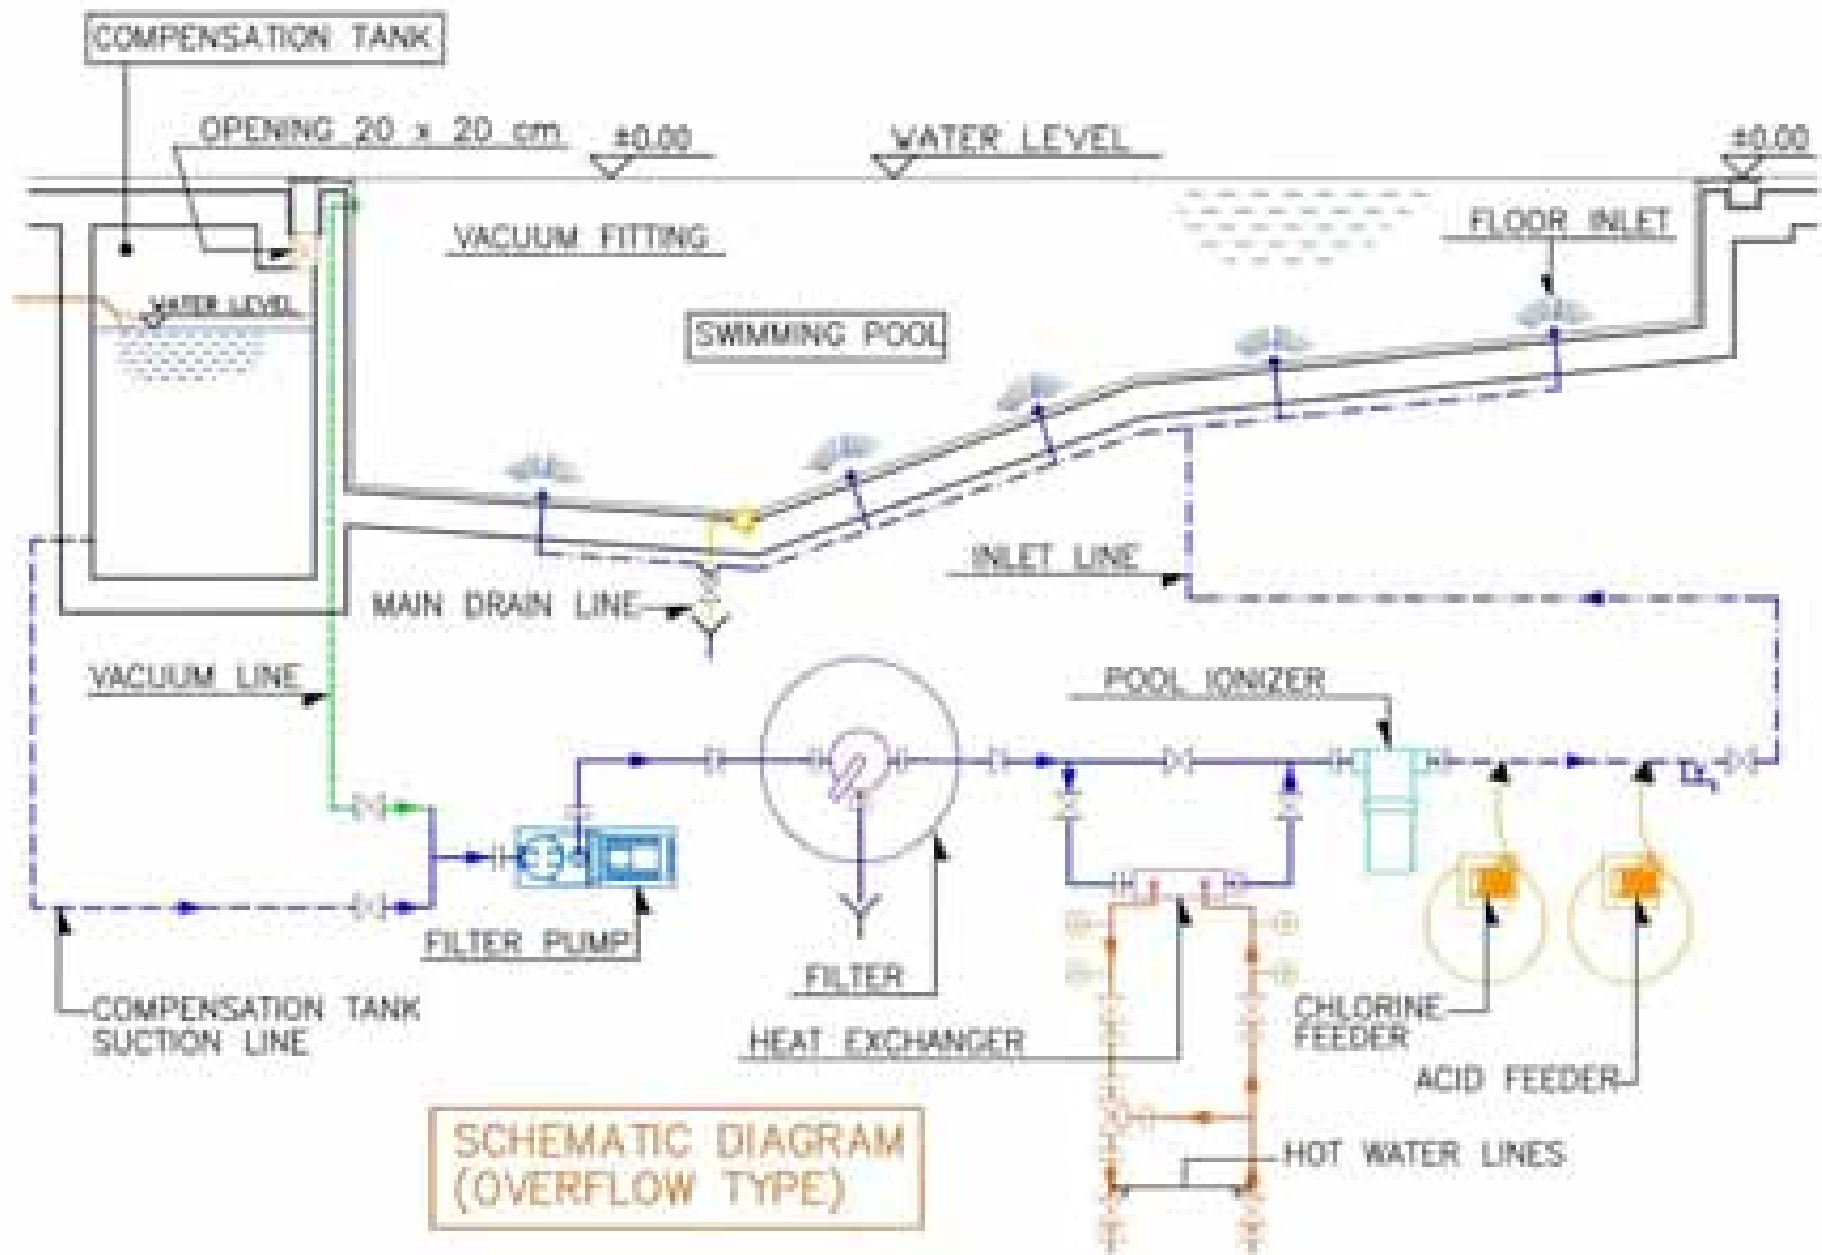 COMPENSATION TANK
OPENING 20 x 20 cm
±0.00
WATER LEVEL
±0.00
VACUUM FITTING
FLOOR INLET
WATER LEVEL
SWIMMING POOL
INLET LINE
MAIN DRAIN LINE
VACUUM LINE
POOL IONIZER
FILTER PUMP
FILTER
COMPENSATION TANK
SUCTION LINE
HEAT EXCHANGER
CHLORINE
FEEDER
ACID FEEDER
SCHEMATIC DIAGRAM
(OVERFLOW TYPE)
HOT WATER LINES